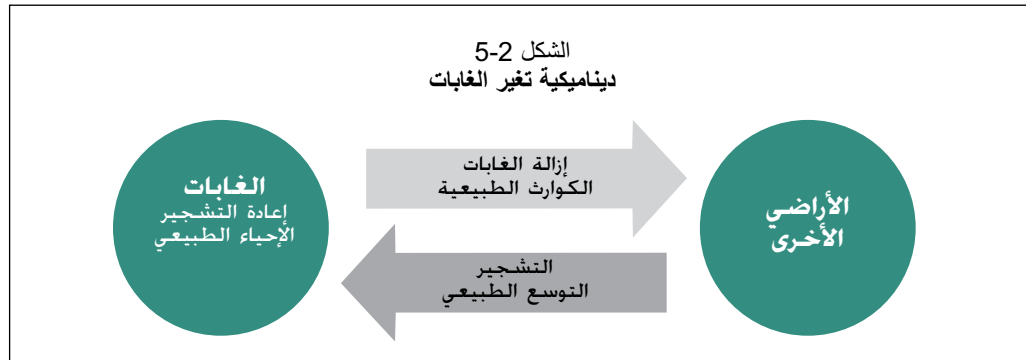 الشكل 2-5
ديناميكية تغير الغابات
الغابات
إعادة التشجير
الإحياء الطبيعي
إزالة الغابات
الكوارث الطبيعية
التشجير
التوسع الطبيعي
الأراضي
الأخرى